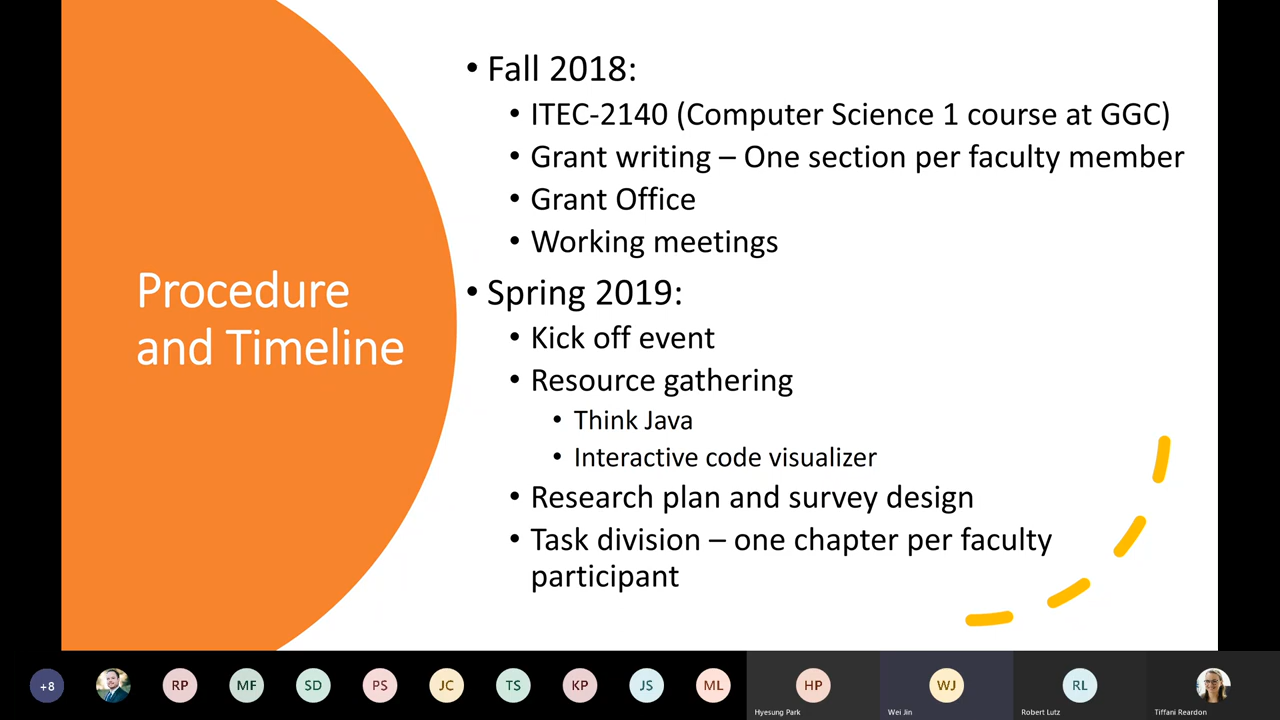 Procedure
and Timeline
• Fall 2018:
• ITEC-2140 (Computer Science 1 course at GGC)
• Grant writing – One section per faculty member
• Grant Office
• Working meetings
• Spring 2019:
• Kick off event
• Resource gathering
• Think Java
• Interactive code visualizer
• Research plan and survey design
• Task division – one chapter per faculty
participant
+8
RP
MF
SD
PS
JC
TS
KP
JS
ML
HP
WJ
RL
Hyesung Park
Wei Jin
Robert Lutz
Tiffani Reardon